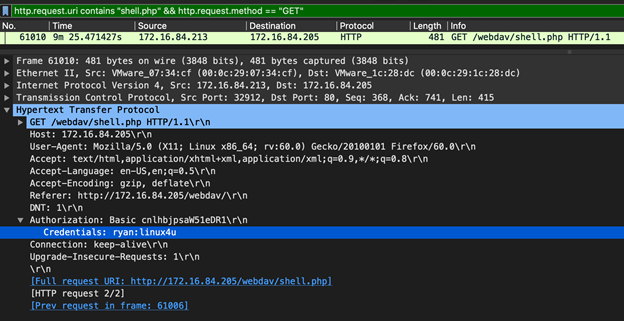 http.request.uri contains "shell.php" && http.request.method == "GET"
No. Time Source Destination Protocol Length Info
61010 9m 25.471427s 172.16.84.213 172.16.84.205 HTTP 481 GET /webdav/shell.php HTTP/1.1
Frame 61010: 481 bytes on wire (3848 bits), 481 bytes captured (3848 bits)
Ethernet II, Src: VMware_07:34:cf (00:0c:29:07:34:cf), Dst: VMware_1c:28:dc (00:0c:29:1c:28:dc)
Internet Protocol Version 4, Src: 172.16.84.213, Dst: 172.16.84.205
Transmission Control Protocol, Src Port: 32912, Dst Port: 80, Seq: 368, Ack: 741, Len: 415
Hypertext Transfer Protocol
GET /webdav/shell.php HTTP/1.1\r\n
Host: 172.16.84.205\r\n
User-Agent: Mozilla/5.0 (X11; Linux x86_64; rv:60.0) Gecko/20100101 Firefox/60.0\r\n
Accept: text/html,application/xhtml+xml,application/xml;q=0.9,*/*;q=0.8\r\n
Accept-Language: en-US,en;q=0.5\r\n
Accept-Encoding: gzip, deflate\r\n
Referer: http://172.16.84.205/webdav/\r\n
DNT: 1\r\n
Authorization: Basic cnlhbjpsaW51eDR1\r\n
Credentials: ryan:linux4u
Connection: keep-alive\r\n
Upgrade-Insecure-Requests: 1\r\n
\r\n
[Full request URI: http://172.16.84.205/webdav/shell.php]
[HTTP request 2/2]
[Prev request in frame: 61006]